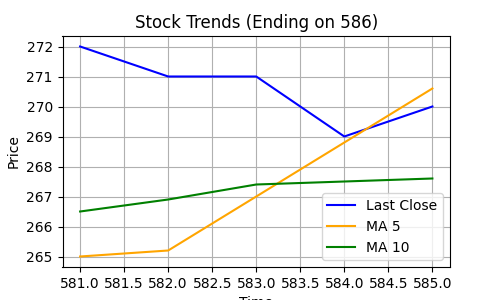 Stock Trends (Ending on 586)
Price
272
271
270
269
268
267
266
265
Last Close
MA 5
MA 10
581.0 581.5 582.0 582.5 583.0 583.5 584.0 584.5 585.0
Time